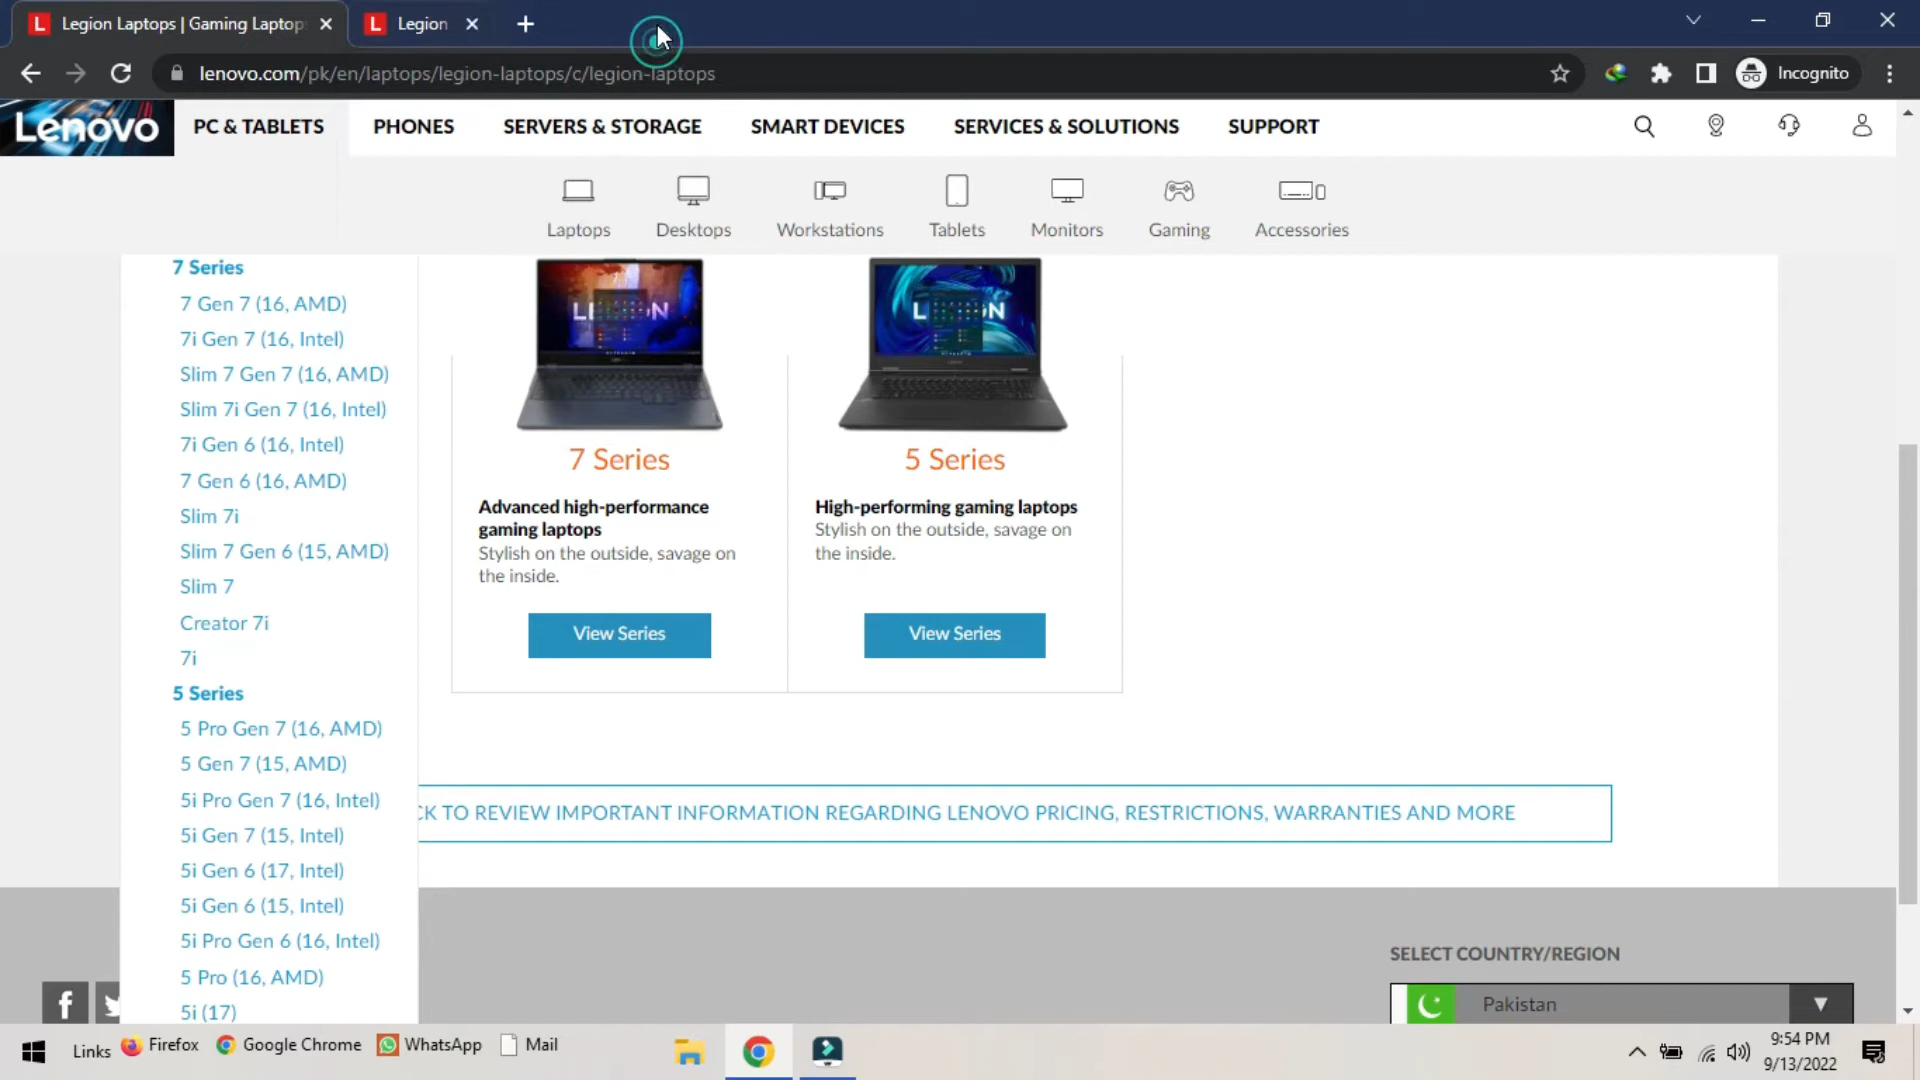 Legion Laptops | Gaming Laptop
Legion
lenovo.com/pk/en/laptops/legion-laptops/c/legion-laptops
Incognito
Lenovo
PC & TABLETS
PHONES
SERVERS & STORAGE
SMART DEVICES
SERVICES & SOLUTIONS
SUPPORT
Laptops
Desktops
Workstations
Tablets
Monitors
Gaming
Accessories
7 Series
7 Gen 7 (16, AMD)
7i Gen 7 (16, Intel)
Slim 7 Gen 7 (16, AMD)
Slim 7i Gen 7 (16, Intel)
7i Gen 6 (16, Intel)
7 Gen 6 (16, AMD)
Slim 7i
Slim 7 Gen 6 (15, AMD)
Slim 7
Creator 7i
7i
5 Series
5 Pro Gen 7 (16, AMD)
5 Gen 7 (15, AMD)
5i Pro Gen 7 (16, Intel)
5i Gen 7 (15, Intel)
5i Gen 6 (17, Intel)
5i Gen 6 (15, Intel)
5i Pro Gen 6 (16, Intel)
5 Pro (16, AMD)
5i (17)
7 Series
Advanced high-performance
gaming laptops
Stylish on the outside, savage on
the inside.
View Series
5 Series
High-performing gaming laptops
Stylish on the outside, savage on
the inside.
View Series
CK TO REVIEW IMPORTANT INFORMATION REGARDING LENOVO PRICING, RESTRICTIONS, WARRANTIES AND MORE
SELECT COUNTRY/REGION
Pakistan
Links
Firefox
Google Chrome
WhatsApp
Mail
9:54 PM
9/13/2022